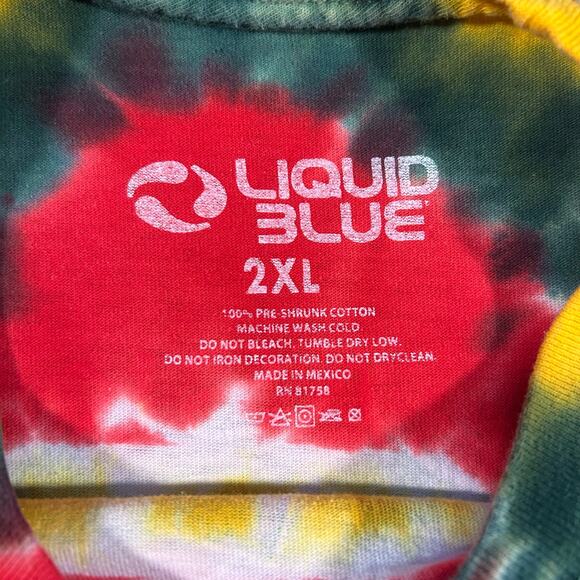 LIQUID
BLUE
2XL
100% PRE-SHRUNK COTTON
MACHINE WASH COLD.
DO NOT BLEACH. TUMBLE DRY LOW.
DO NOT IRON DECORATION. DO NOT DRYCLEAN.
MADE IN MEXICO
RN 81758